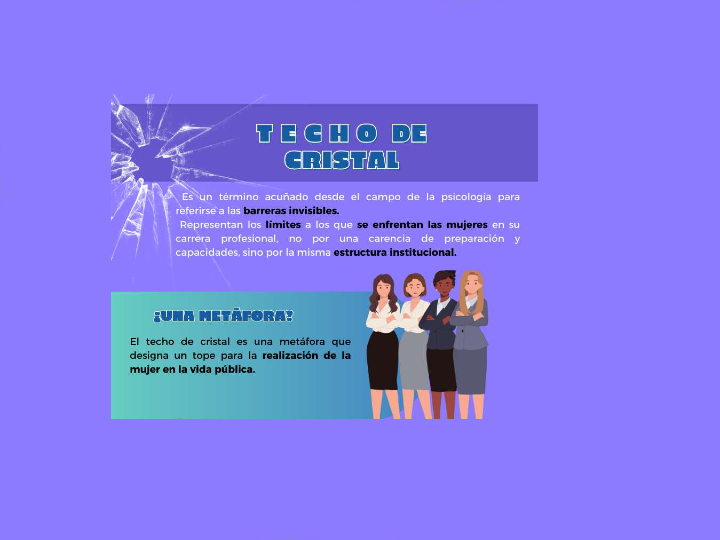 TECHO DE
CRISTAL
Es un término acuñado desde el campo de la psicología para
referirse a las barreras invisibles.
Representan los límites a los que se enfrentan las mujeres en su
carrera profesional, no por una carencia de preparación y
capacidades, sino por la misma estructura institucional.
¿UNA METÁFORA?
El techo de cristal es una metáfora que
designa un tope para la realización de la
mujer en la vida pública.